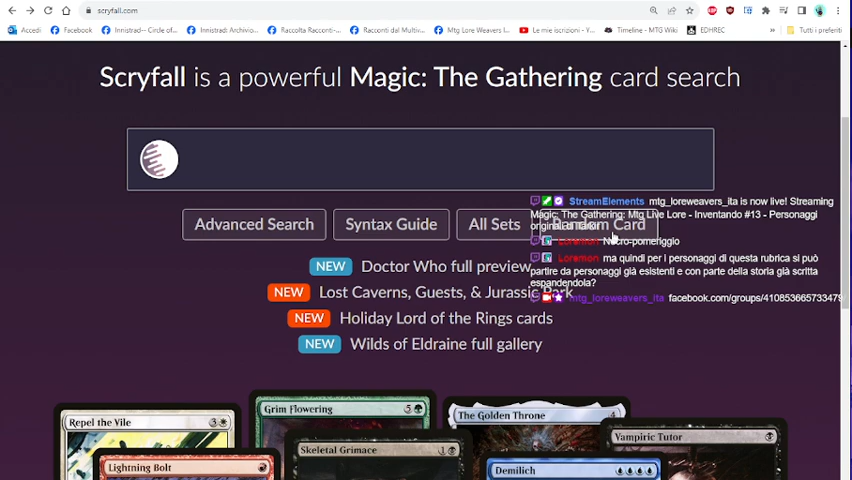 scryfall.com
Accedi
Facebook
Innistrad-- Circle of...
Innistrad: Archivio...
Raccolta Racconti-...
Racconti dal Multiv...
Mtg Lore Weavers I...
Le mie iscrizioni - Y...
Timeline - MTG Wiki
EDHREC
»
Tutti i preferiti
Scryfall is a powerful Magic: The Gathering card search
Advanced Search
Syntax Guide
All Sets
Random Card
StreamElements mtg_loreweavers_ita is now live! Streaming
Magic: The Gathering: Mtg Live Lore - Inventando #13 - Personaggi
Loremon Necro-pomeriggio
Loremon ma quindi per i personaggi di questa rubrica si può
partire da personaggi già esistenti e con parte della storia già scritta
espandendola?
mtg_loreweavers_ita facebook.com/groups/410853665733479
NEW Doctor Who full preview
NEW Lost Caverns, Guests, & Jurassic Park
NEW Holiday Lord of the Rings cards
NEW Wilds of Eldraine full gallery
Repel the Vile 3
Grim Flowering 5
The Golden Throne 4
Vampiric Tutor
Lightning Bolt
Skeletal Grimace 1
Demilich